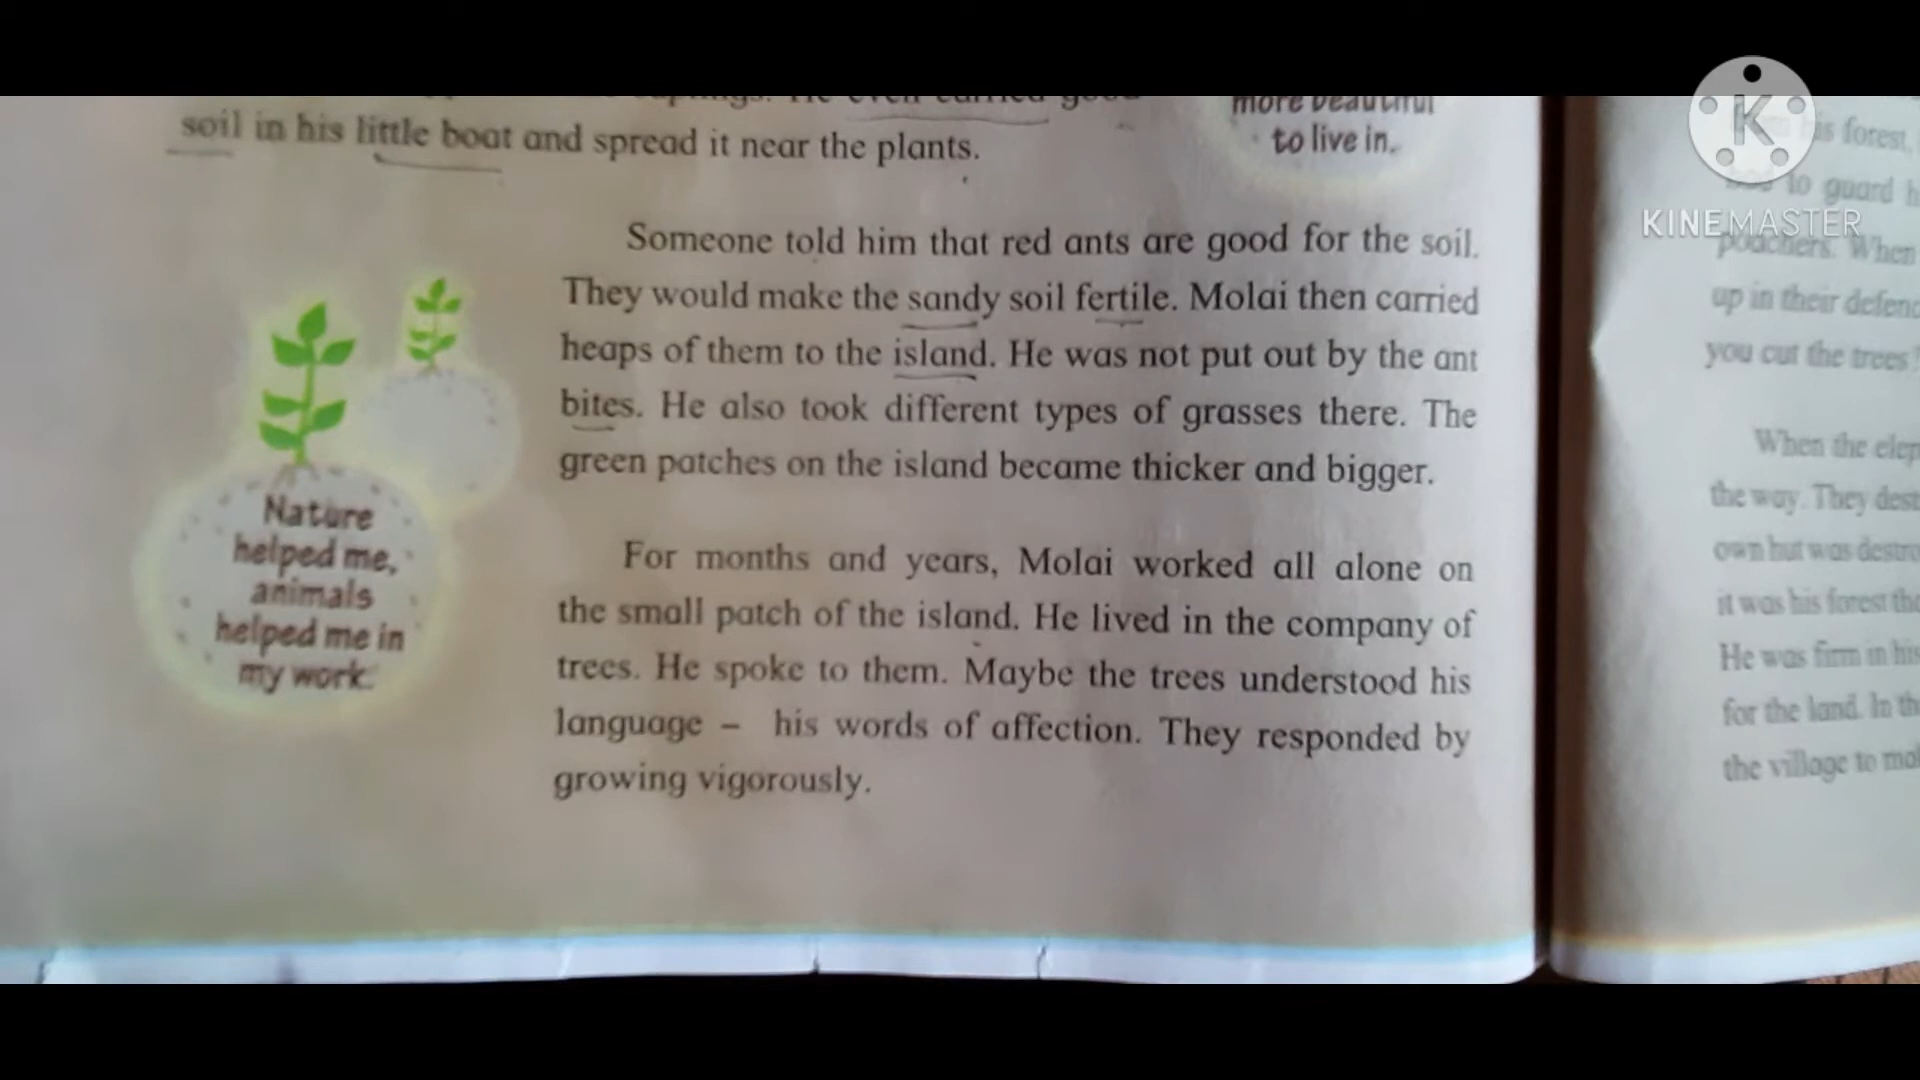 even carried good
soil in his little boat and spread it near the plants.
more beautiful
to live in.
Someone told him that red ants are good for the soil.
They would make the sandy soil fertile. Molai then carried
heaps of them to the island. He was not put out by the ant
bites. He also took different types of grasses there. The
green patches on the island became thicker and bigger.
Nature
helped me,
animals
helped me in
my work.
For months and years, Molai worked all alone on
the small patch of the island. He lived in the company of
trees. He spoke to them. Maybe the trees understood his
language – his words of affection. They responded by
growing vigorously.
K
KINEMASTER
his forest,
to guard
poachers. When
up in their
you cut the trees
When the
the way. They
own but was
it was his forest
He was firm in his
for the land. In
the village to